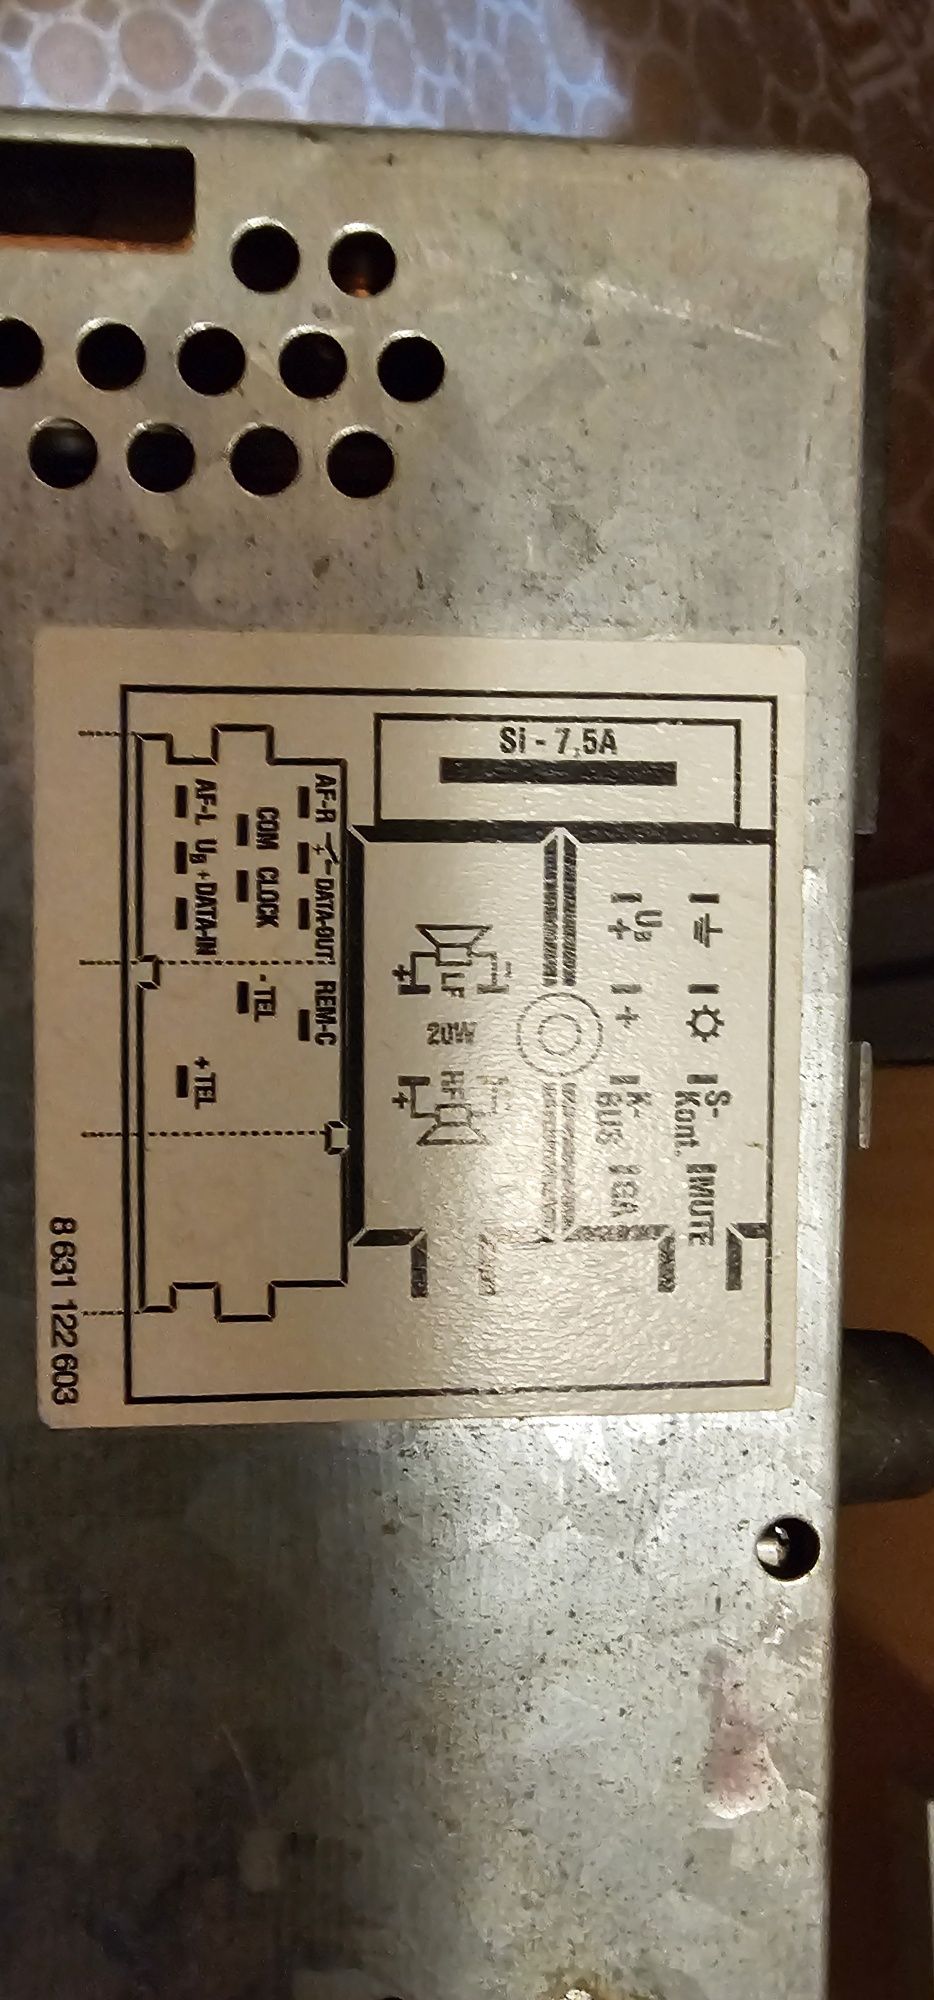 Si - 7,5A
S-Kont. MUTE
UB + + K-BUS GA
LF 20W RF
AF-R DATA-OUT REM-C
COM CLOCK - TEL
AF-L UB + DATA-IN + TEL
8 631 122 603